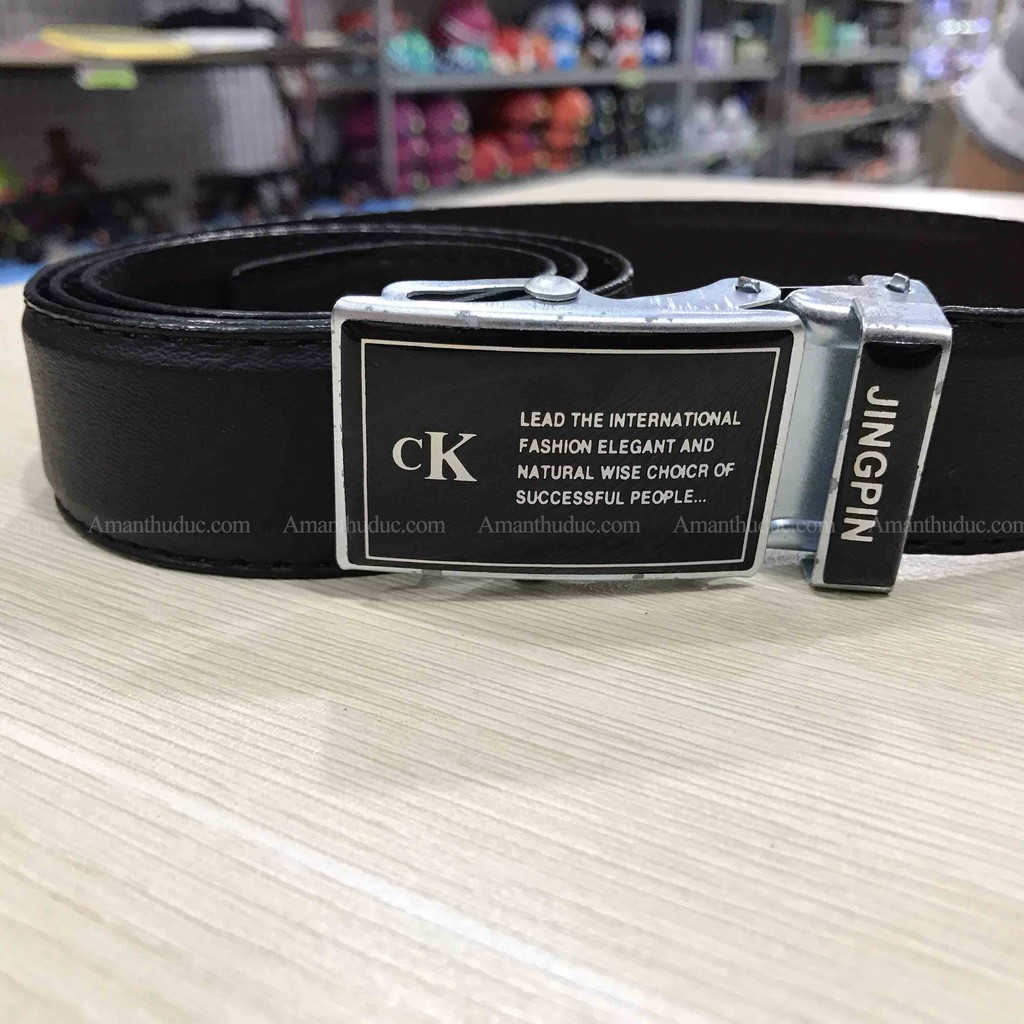 cK
LEAD THE INTERNATIONAL
FASHION ELEGANT AND
NATURAL WISE CHOICR OF
SUCCESSFUL PEOPLE...
JINGPIN
com Amanthuduc.com Amanthuduc.com Amanthuduc.com Amanthuduc.com Amanthuduc.com